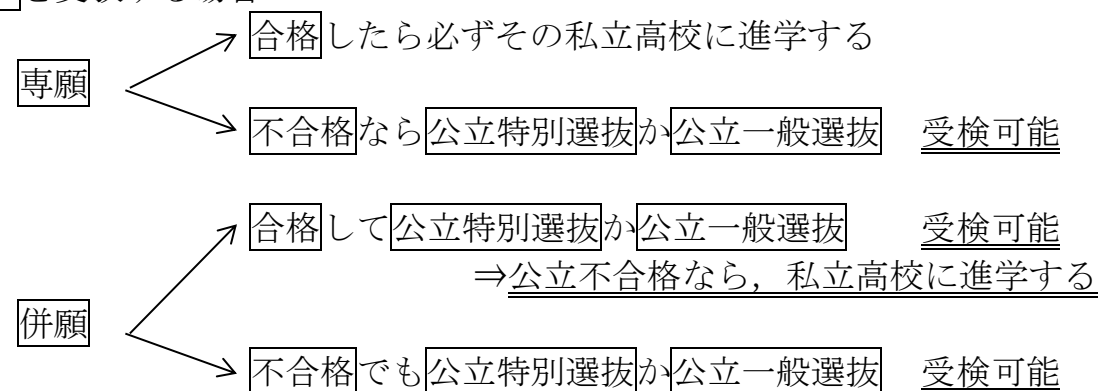 合格したら必ずその私立高校に進学する
専願
不合格なら公立特別選抜か公立一般選抜 受検可能
合格して公立特別選抜か公立一般選抜 受検可能
⇒公立不合格なら，私立高校に進学する
併願
不合格でも公立特別選抜か公立一般選抜 受検可能